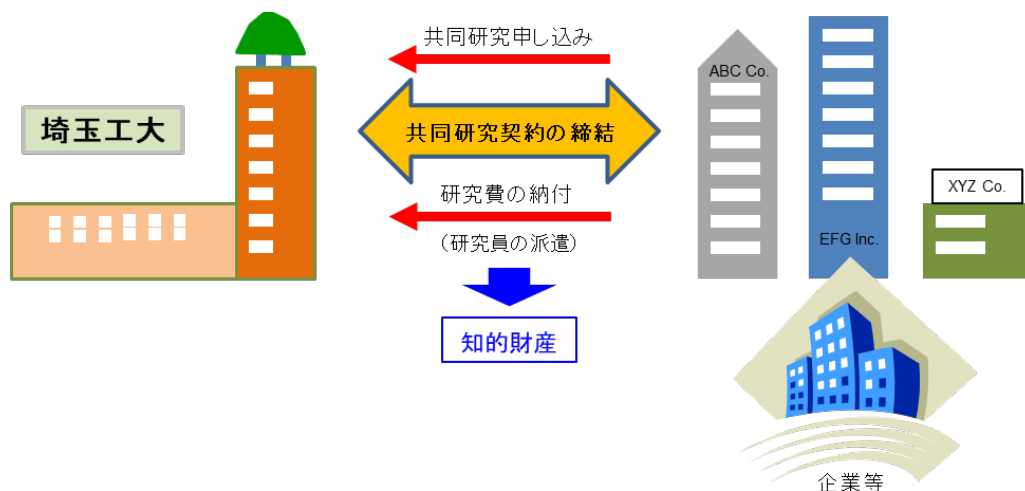 共同研究申し込み
ABC Co.
埼玉工大
共同研究契約の締結
XYZ Co.
研究費の納付
(研究員の派遣)
EFG Inc.
知的財産
企業等